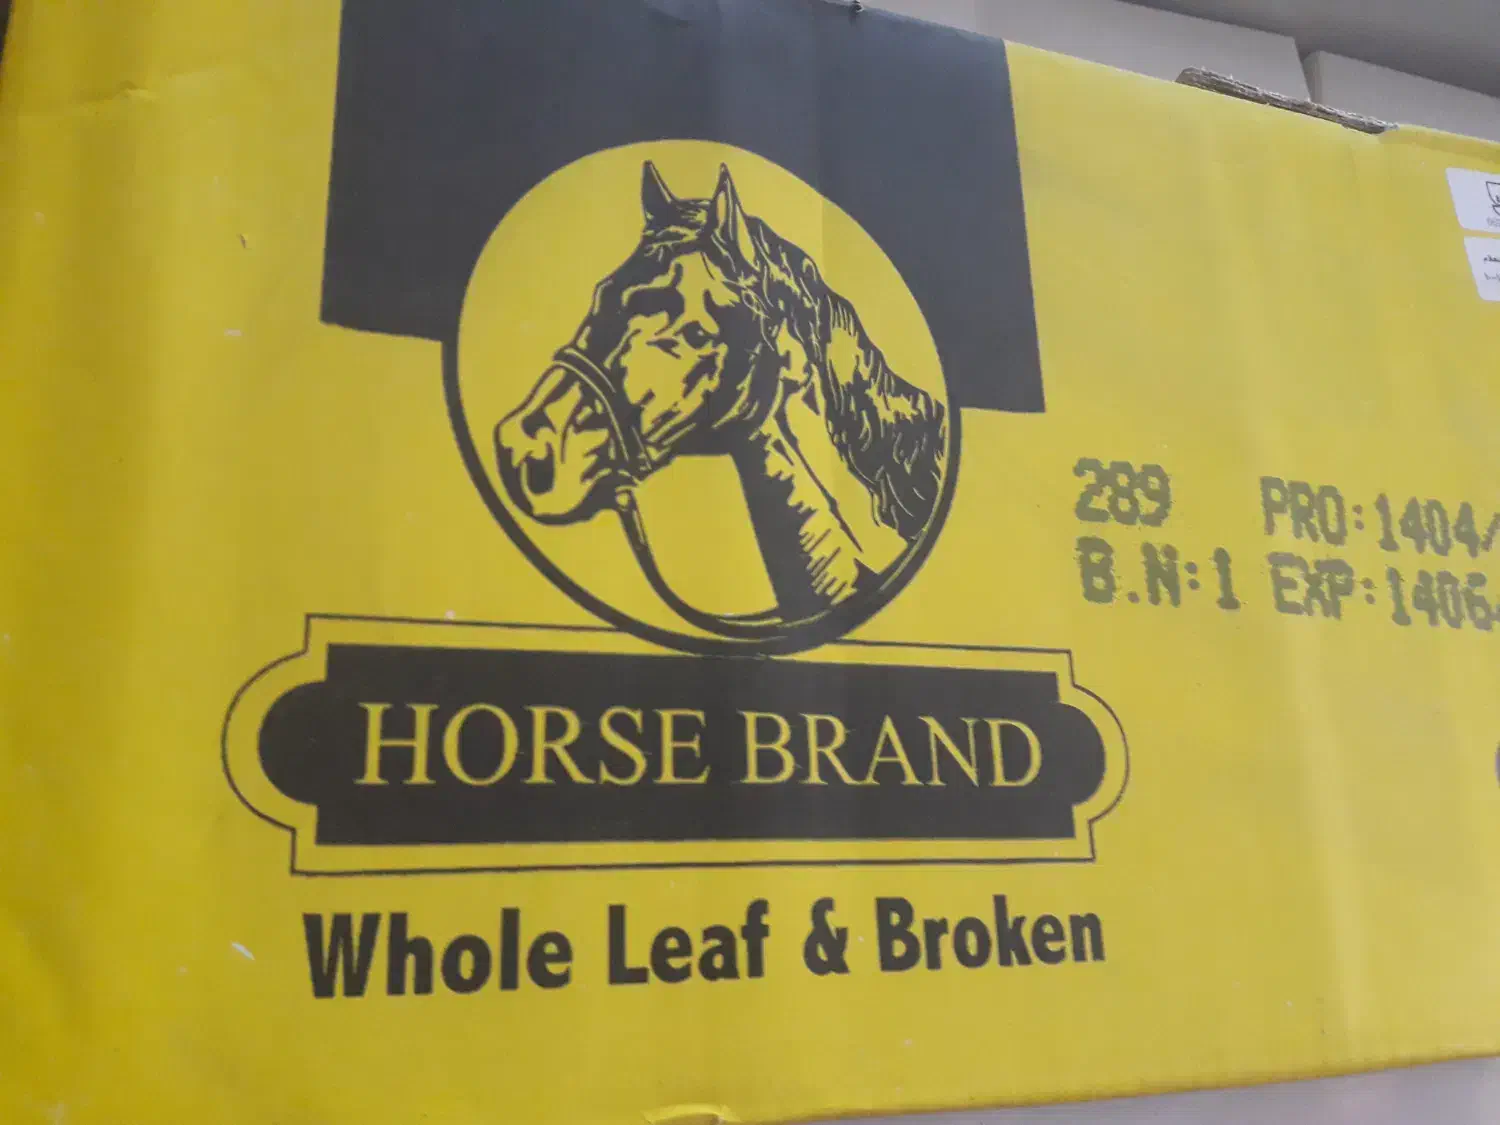 289 PRO:1404/
B.N:1 EXP:1406
HORSE BRAND
Whole Leaf & Broken